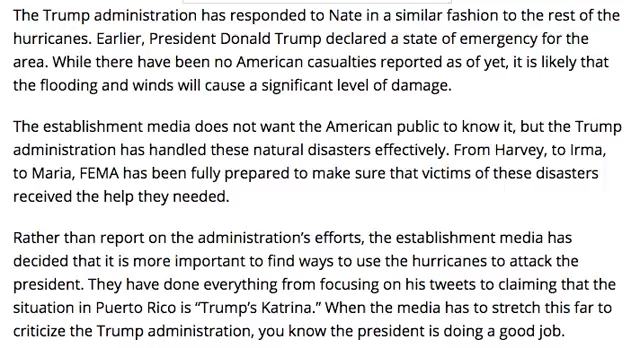 The Trump administration has responded to Nate in a similar fashion to the rest of the
hurricanes. Earlier, President Donald Trump declared a state of emergency for the
area. While there have been no American casualties reported as of yet, it is likely that
the flooding and winds will cause a significant level of damage.
The establishment media does not want the American public to know it, but the Trump
administration has handled these natural disasters effectively. From Harvey, to Irma,
to Maria, FEMA has been fully prepared to make sure that victims of these disasters
received the help they needed.
Rather than report on the administration’s efforts, the establishment media has
decided that it is more important to find ways to use the hurricanes to attack the
president. They have done everything from focusing on his tweets to claiming that the
situation in Puerto Rico is “Trump’s Katrina.” When the media has to stretch this far to
criticize the Trump administration, you know the president is doing a good job.